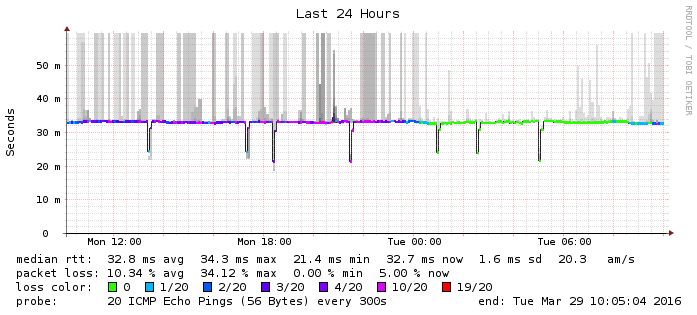 Last 24 Hours
RRDTOOL / TOBI OETIKER
Seconds
50 m
40 m
30 m
20 m
10 m
0
Mon 12:00 Mon 18:00 Tue 00:00 Tue 06:00
median rtt: 32.8 ms avg 34.3 ms max 21.4 ms min 32.7 ms now 1.6 ms sd 20.3 am/s
packet loss: 10.34 % avg 34.12 % max 0.00 % min 5.00 % now
loss color: 0 1/20 2/20 3/20 4/20 10/20 19/20
probe: 20 ICMP Echo Pings (56 Bytes) every 300s end: Tue Mar 29 10:05:04 2016